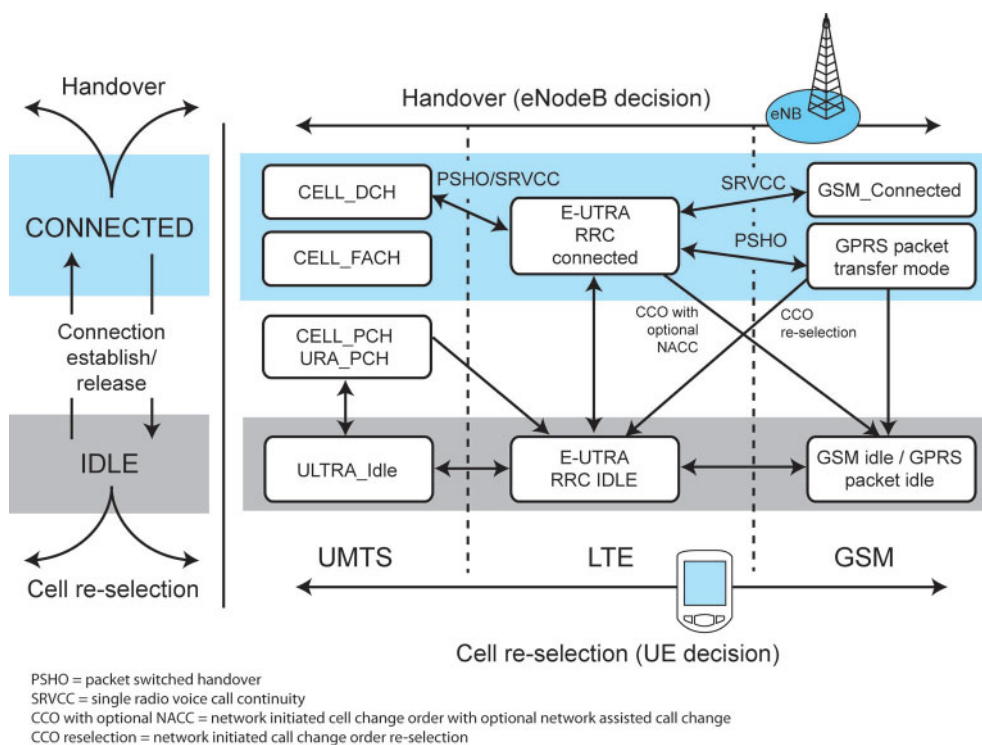 Handover
CONNECTED
Connection
establish/
release
IDLE
Cell re-selection
Handover (eNodeB decision)
eNB
CELL_DCH
PSHO/SRVCC
E-UTRA
RRC
connected
SRVCC
GSM_Connected
CELL_FACH
PSHO
GPRS packet
transfer mode
CELL_PCH
URA_PCH
CCO with
optional
NACC
CCO
re-selection
ULTRA_Idle
E-UTRA
RRC IDLE
GSM idle / GPRS
packet idle
UMTS
LTE
GSM
Cell re-selection (UE decision)
PSHO = packet switched handover
SRVCC = single radio voice call continuity
CCO with optional NACC = network initiated cell change order with optional network assisted call change
CCO reselection = network initiated call change order re-selection